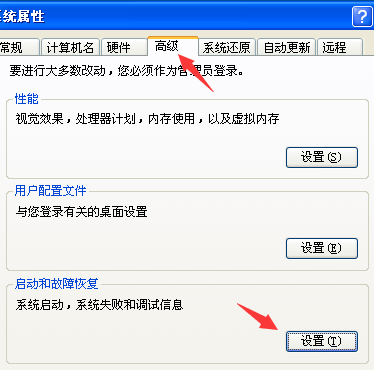 系统属性
常规 计算机名 硬件 高级 系统还原 自动更新 远程
要进行大多数改动，您必须作为管理员登录。
性能
视觉效果，处理器计划，内存使用，以及虚拟内存
设置(S)
用户配置文件
与您登录有关的桌面设置
设置(E)
启动和故障恢复
系统启动，系统失败和调试信息
设置(T)